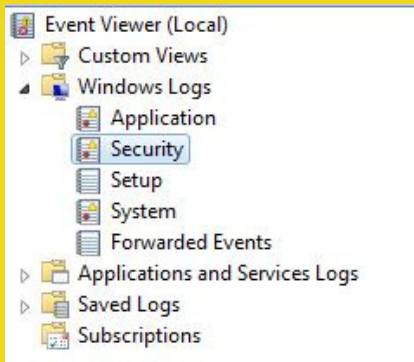 Event Viewer (Local)
Custom Views
Windows Logs
Application
Security
Setup
System
Forwarded Events
Applications and Services Logs
Saved Logs
Subscriptions